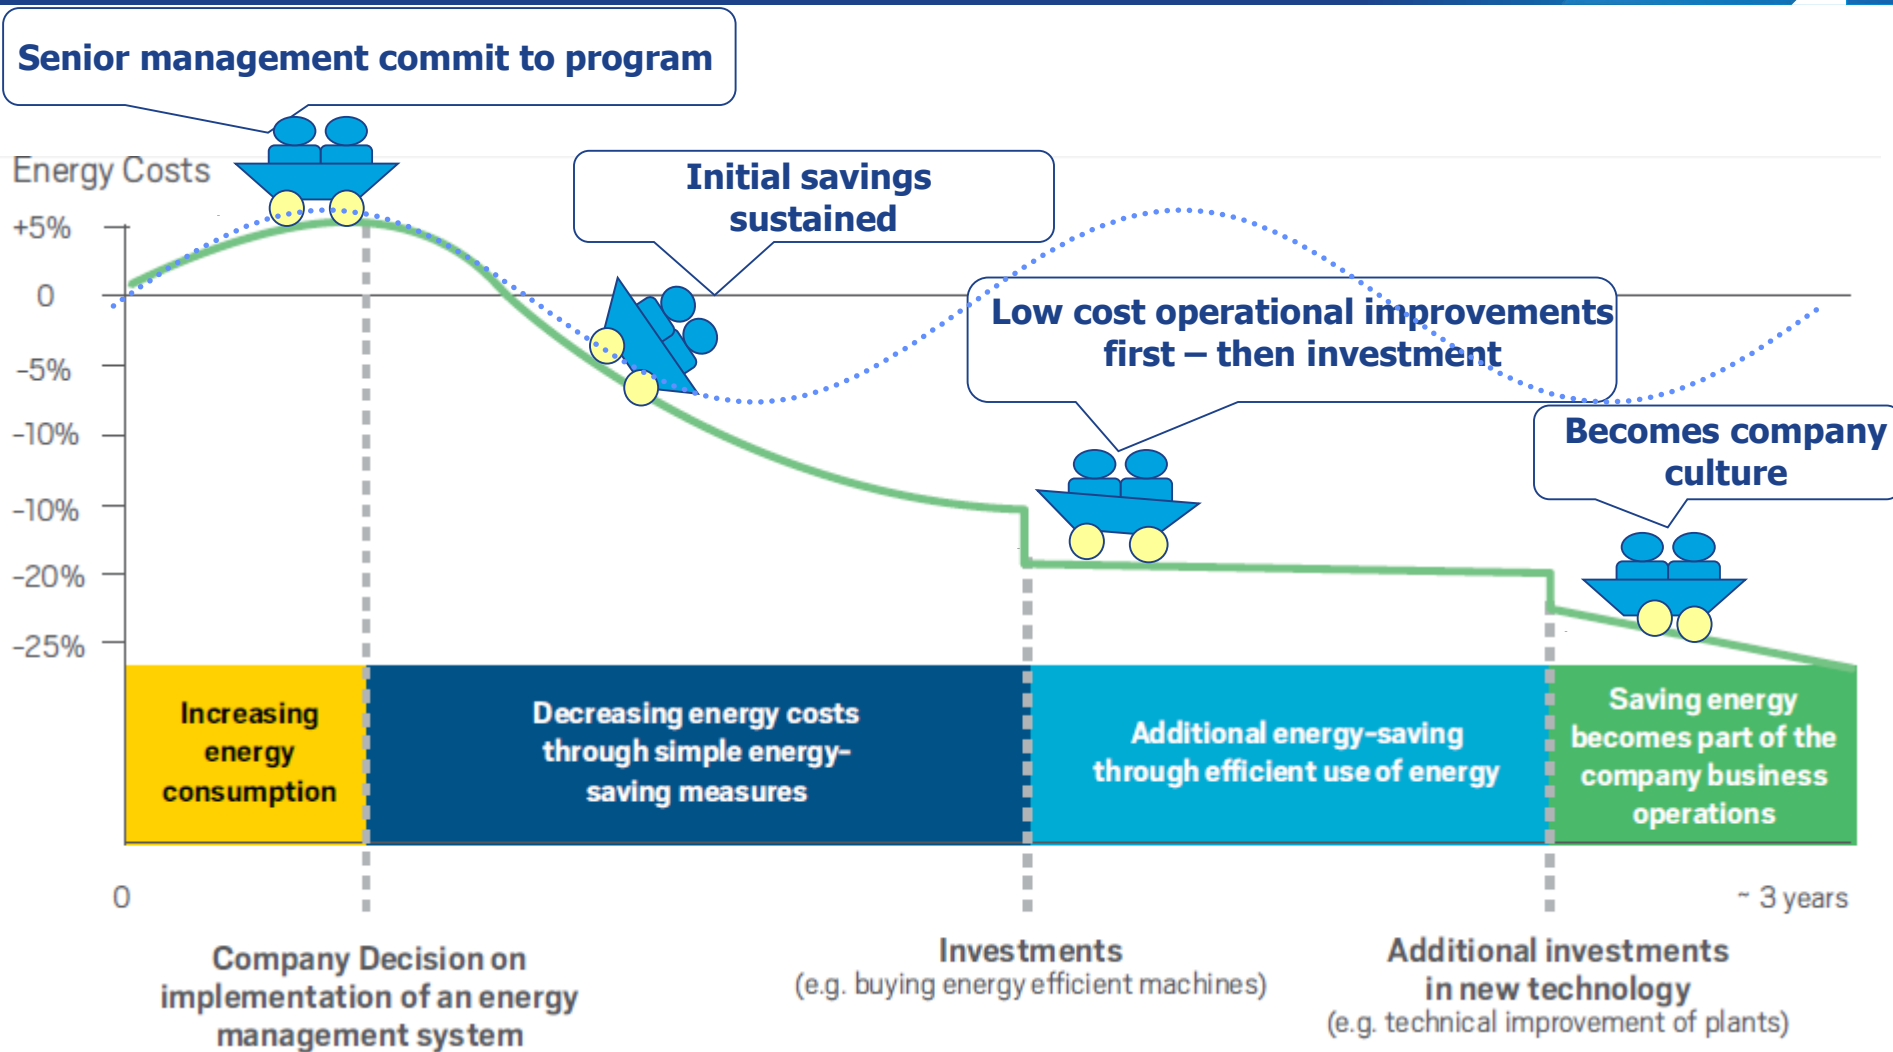 Senior management commit to program
Energy Costs
Initial savings
sustained
+5%
0
-5%
-10%
-10%
-20%
-25%
Low cost operational improvements
first – then investment
Becomes company
culture
Increasing
energy
consumption
Decreasing energy costs
through simple energy-
saving measures
Additional energy-saving
through efficient use of energy
Saving energy
becomes part of the
company business
operations
0
~ 3 years
Company Decision on
implementation of an energy
management system
Investments
(e.g. buying energy efficient machines)
Additional investments
in new technology
(e.g. technical improvement of plants)